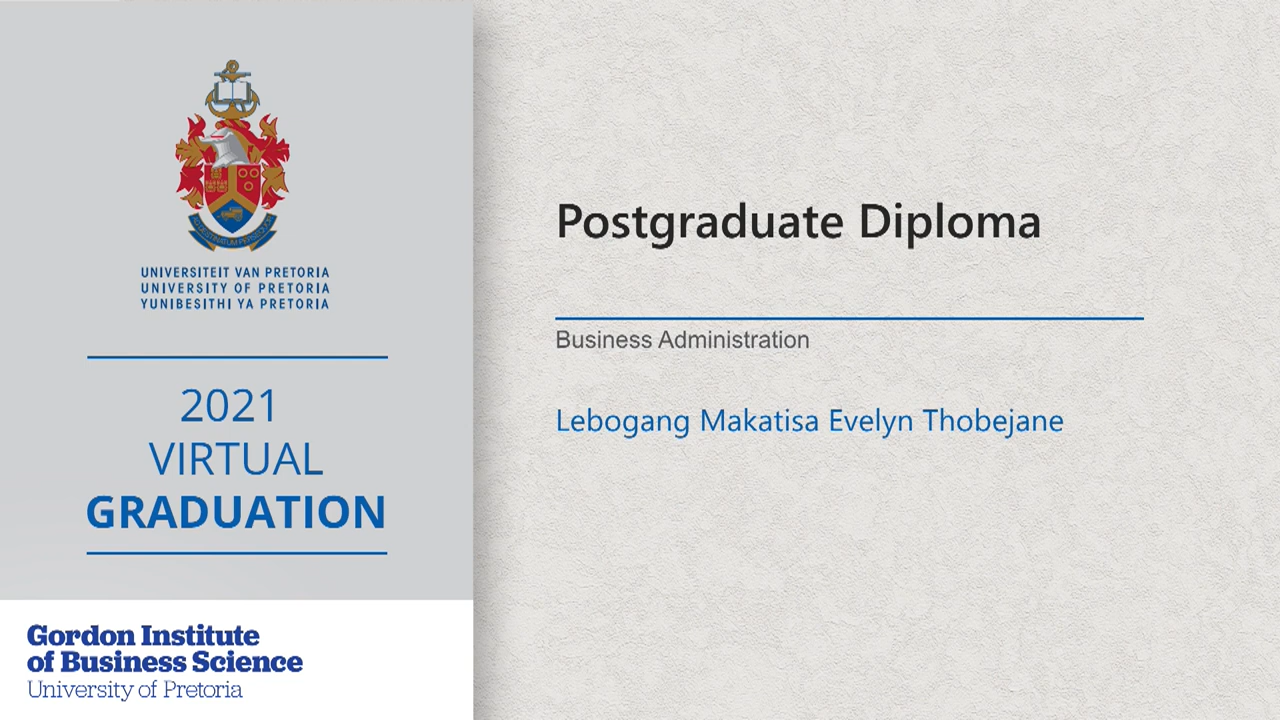 UNIVERSITEIT VAN PRETORIA
UNIVERSITY OF PRETORIA
YUNIBESITHI YA PRETORIA
2021
VIRTUAL
GRADUATION
Gordon Institute
of Business Science
University of Pretoria
Postgraduate Diploma
Business Administration
Lebogang Makatisa Evelyn Thobejane